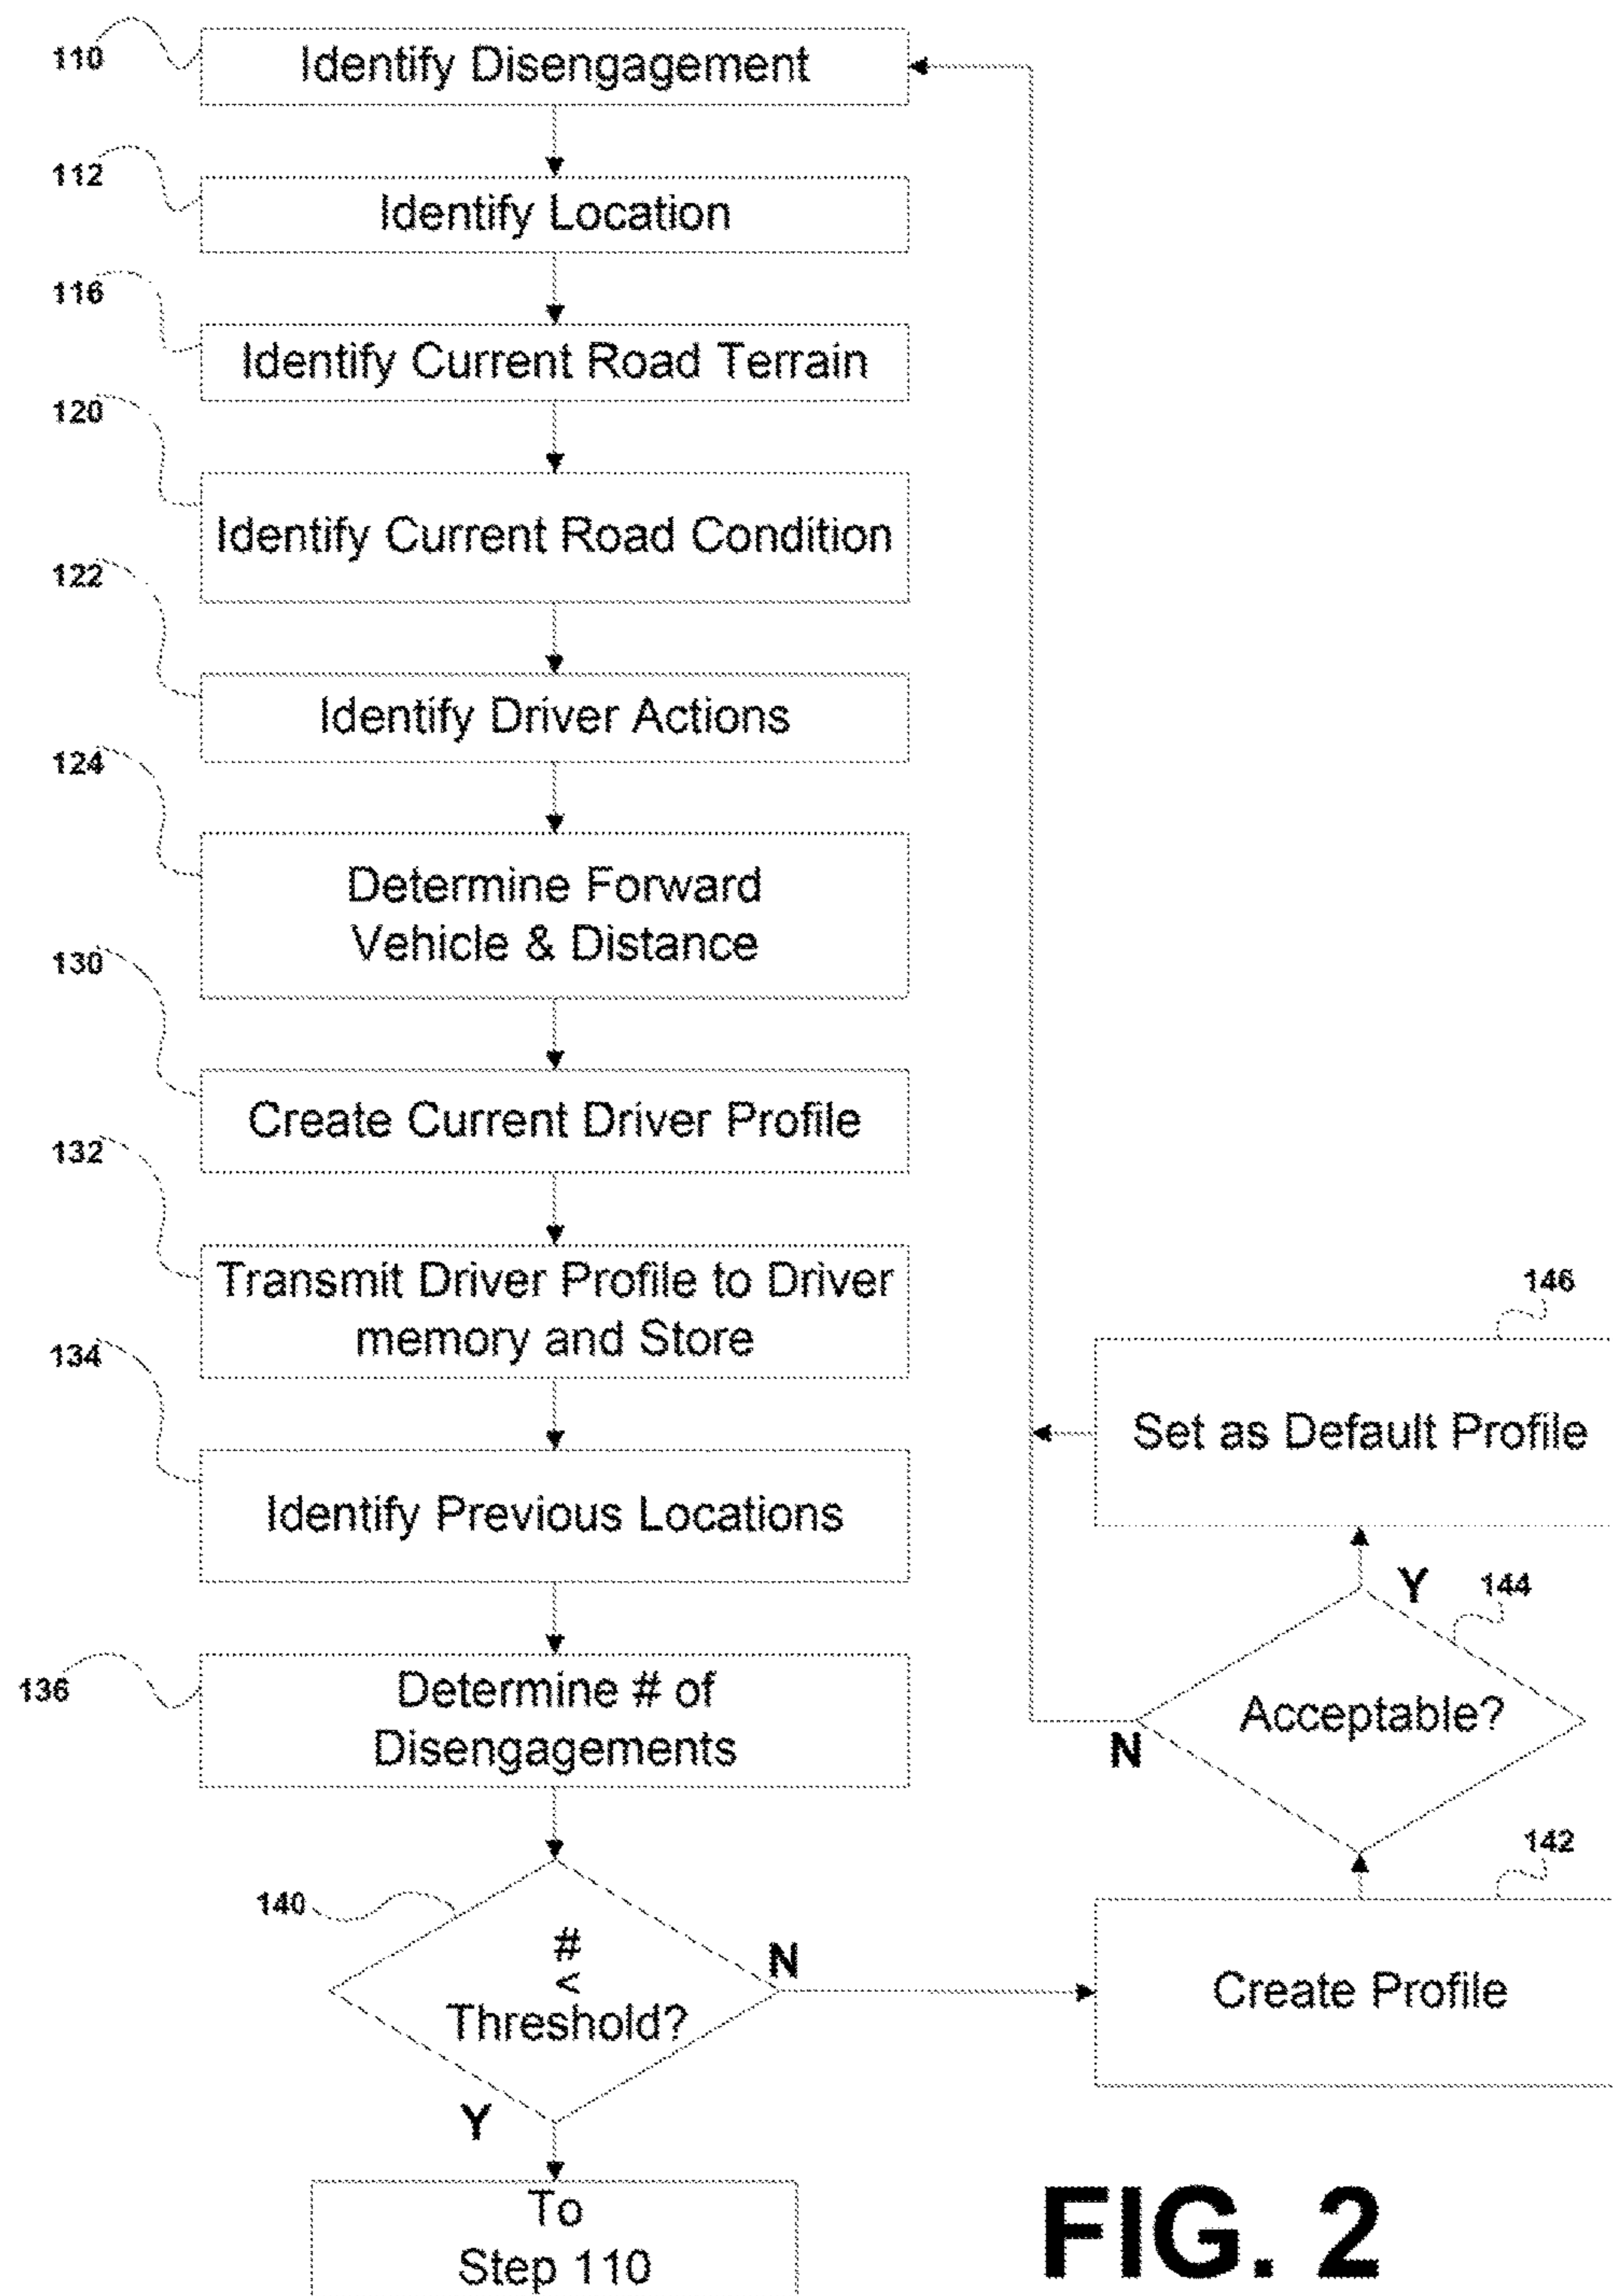 110
Identify Disengagement
112
Identify Location
116
Identify Current Road Terrain
120
Identify Current Road Condition
122
Identify Driver Actions
124
Determine Forward
Vehicle & Distance
130
Create Current Driver Profile
132
Transmit Driver Profile to Driver
memory and Store
134
Identify Previous Locations
136
Determine # of
Disengagements
140
#
<
Threshold?
N
Y
To
Step 110
146
Set as Default Profile
Y
144
Acceptable?
N
142
Create Profile
FIG. 2